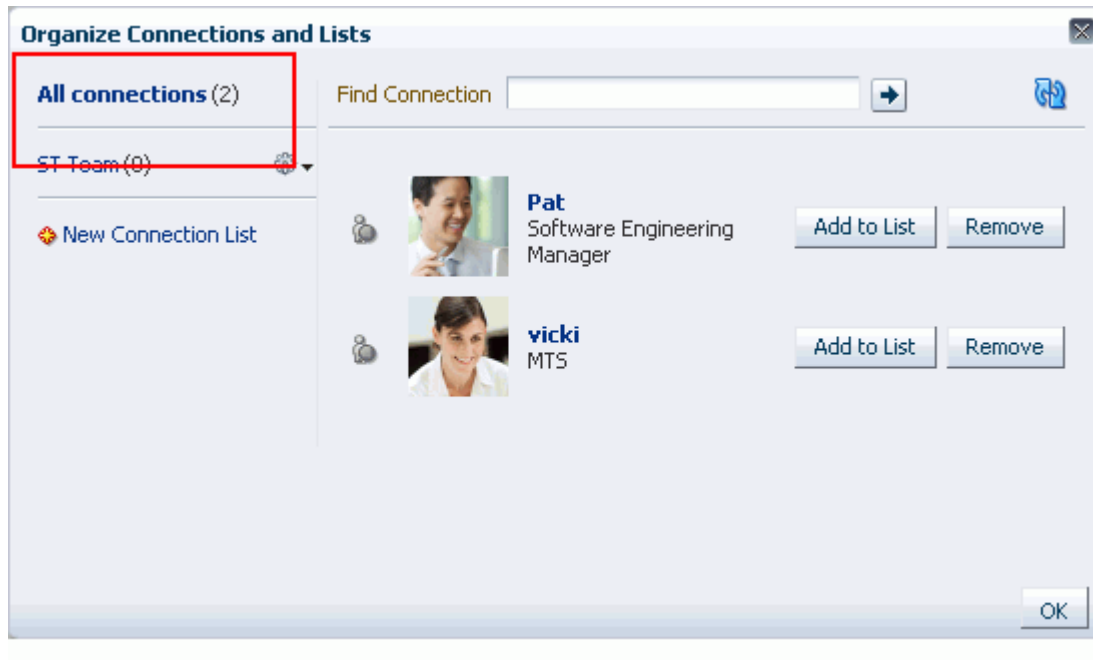 Organize Connections and Lists
All connections (2)
Find Connection
ST Team (0)
New Connection List
Pat
Software Engineering
Manager
Add to List
Remove
vicki
MTS
Add to List
Remove
OK